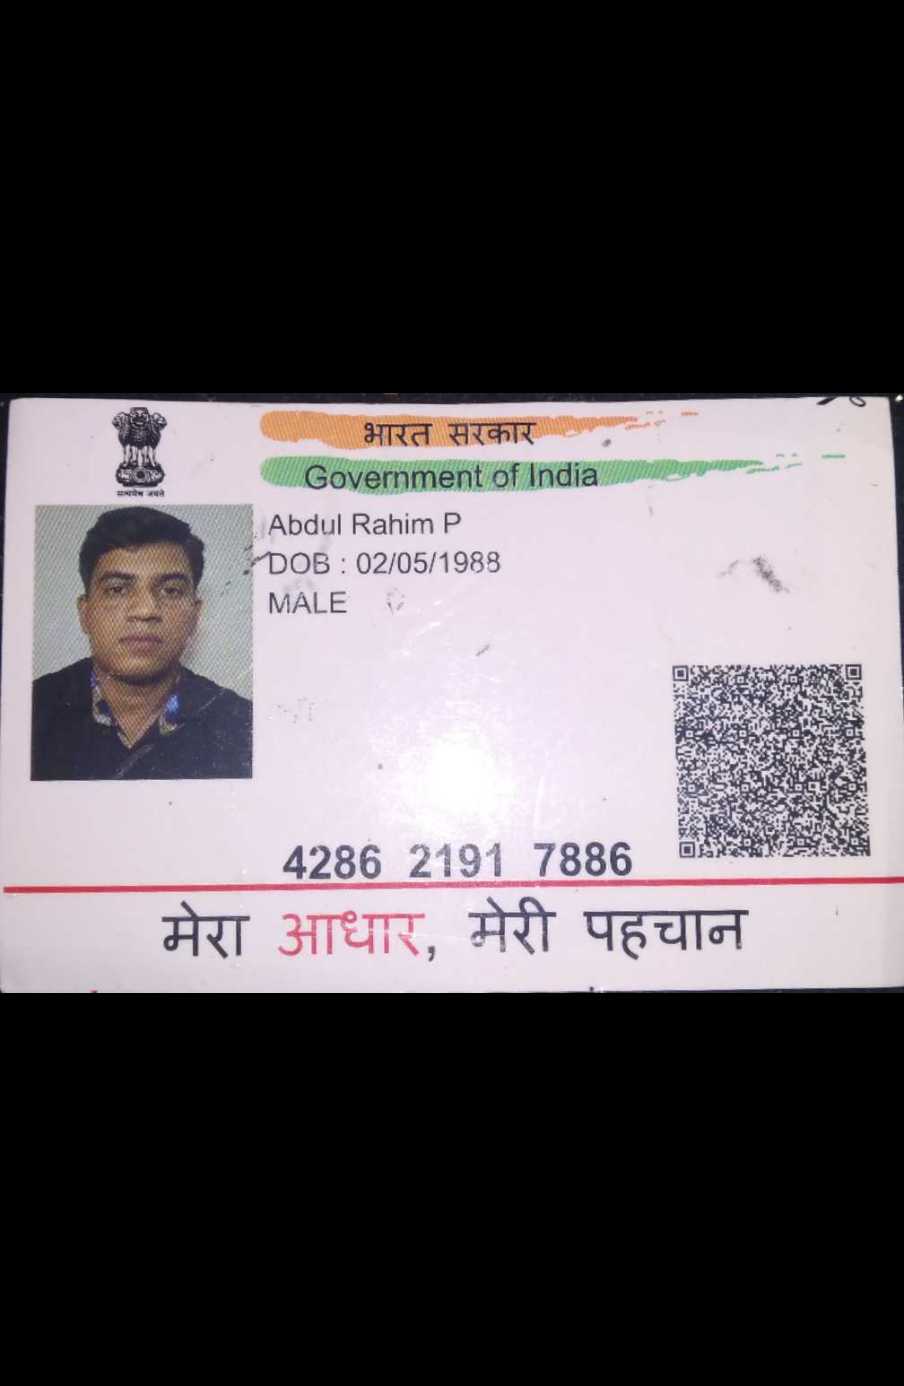 भारत सरकार
Government of India
सत्यमेव जयते
Abdul Rahim P
DOB : 02/05/1988
MALE
4286 2191 7886
मेरा आधार, मेरी पहचान